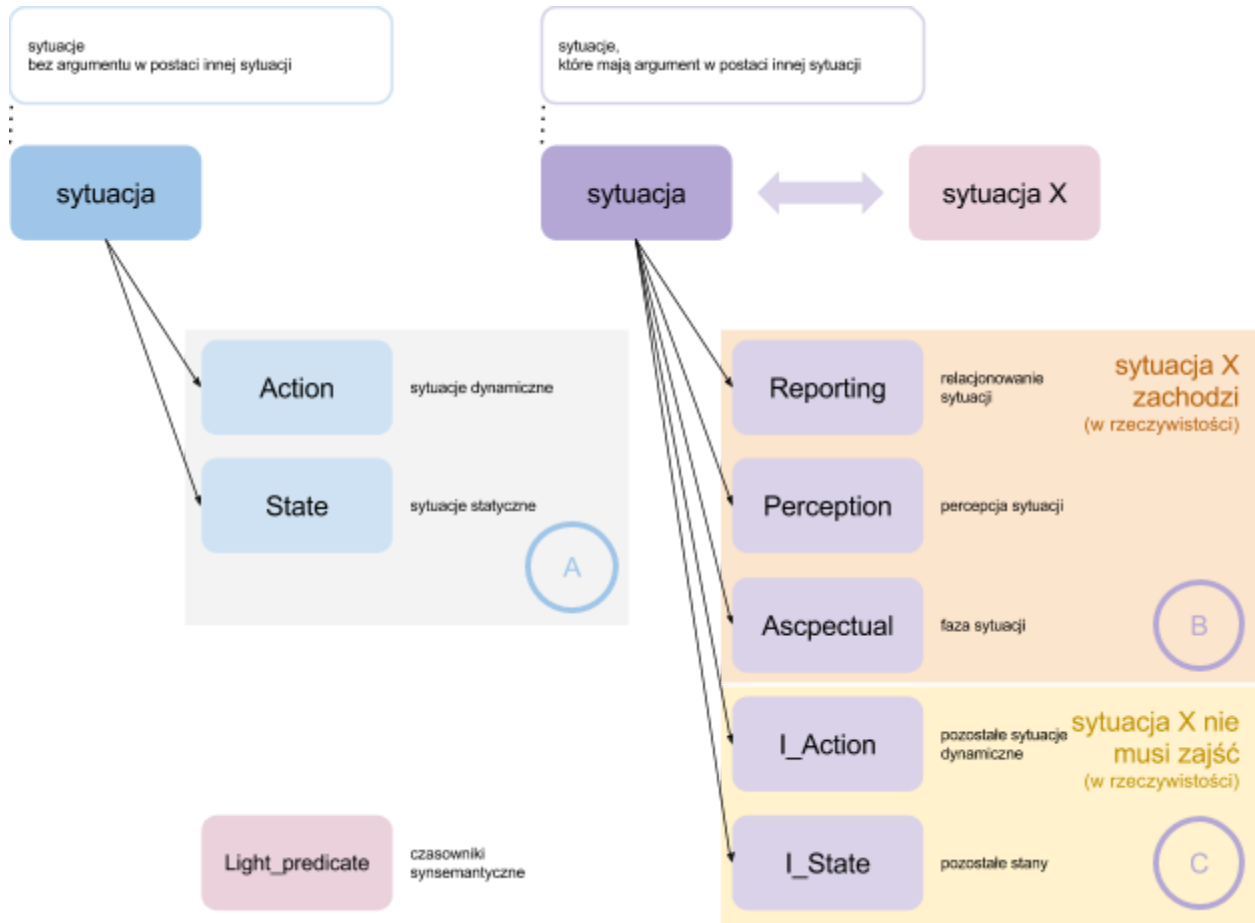 sytuacje
bez argumentu w postaci innej sytuacji
sytuacje,
które mają argument w postaci innej sytuacji
sytuacja
sytuacja
sytuacja X
Action
sytuacje dynamiczne
State
sytuacje statyczne
A
Reporting
relacjonowanie
sytuacji
sytuacja X
zachodzi
(w rzeczywistości)
Perception
percepcja sytuacji
Ascpectual
faza sytuacji
B
I_Action
pozostałe sytuacje
dynamiczne
sytuacja X nie
musi zajść
(w rzeczywistości)
Light_predicate
czasowniki
synsemantyczne
I_State
pozostałe stany
C